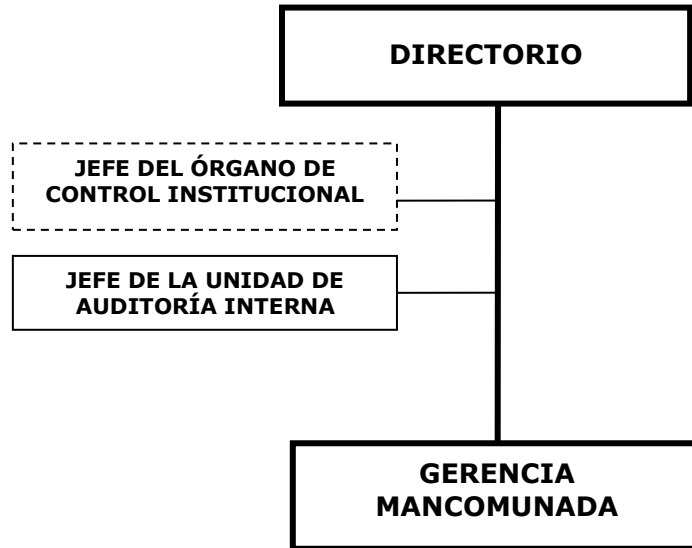 DIRECTORIO
JEFE DEL ÓRGANO DE
CONTROL INSTITUCIONAL
JEFE DE LA UNIDAD DE
AUDITORÍA INTERNA
GERENCIA
MANCOMUNADA